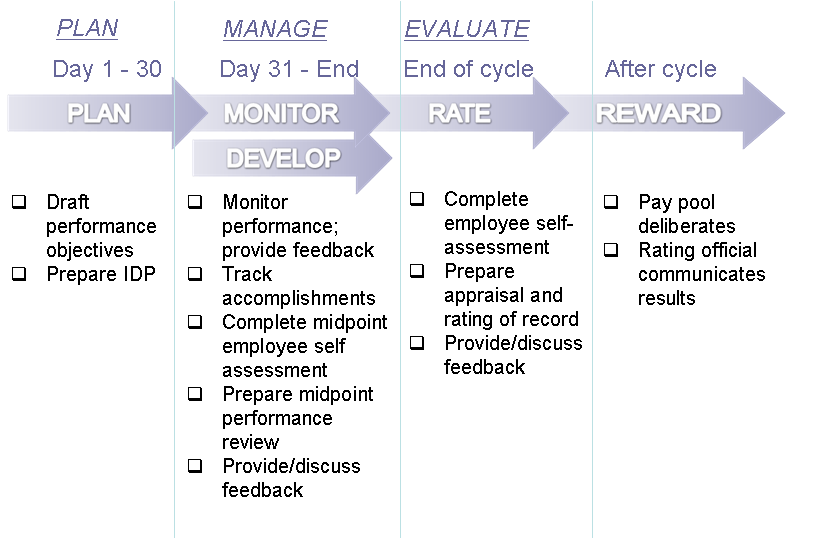 PLAN
MANAGE
EVALUATE
Day 1 - 30
Day 31 - End
End of cycle
After cycle
PLAN
MONITOR
RATE
REWARD
DEVELOP
Draft
performance
objectives
Prepare IDP
Monitor
performance;
provide feedback
Track
accomplishments
Complete midpoint
employee self
assessment
Prepare midpoint
performance
review
Provide/discuss
feedback
Complete
employee self-
assessment
Prepare
appraisal and
rating of record
Provide/discuss
feedback
Pay pool
deliberates
Rating official
communicates
results